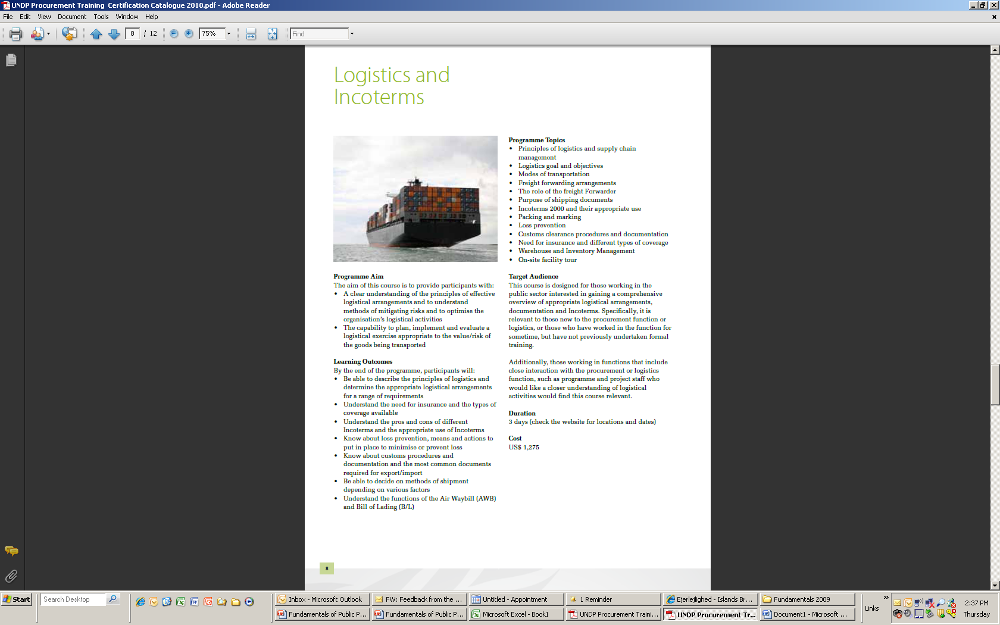 UNDP Procurement Training  Certification Catalogue 2010.pdf - Adobe Reader
File Edit View Document Tools Window Help
8 / 12 75% Find
Logistics and
Incoterms
Programme Aim
The aim of this course is to provide participants with:
• A clear understanding of the principles of effective
logistical arrangements and to understand
methods of mitigating risks and to optimise the
organisation's logistical activities
• The capability to plan, implement and evaluate a
logistical exercise appropriate to the value/risk of
the goods being transported
Learning Outcomes
By the end of the programme, participants will:
• Be able to describe the principles of logistics and
determine the appropriate logistical arrangements
for a range of requirements
• Understand the need for insurance and the types of
coverage available
• Understand the pros and cons of different
Incoterms and the appropriate use of Incoterms
• Know about loss prevention, means and actions to
put in place to minimise or prevent loss
• Know about customs procedures and
documentation and the most common documents
required for export/import
• Be able to decide on methods of shipment
depending on various factors
• Understand the functions of the Air Waybill (AWB)
and Bill of Lading (B/L)
Programme Topics
• Principles of logistics and supply chain
management
• Logistics goal and objectives
• Modes of transportation
• Freight forwarding arrangements
• The role of the freight Forwarder
• Purpose of shipping documents
• Incoterms 2000 and their appropriate use
• Packing and marking
• Loss prevention
• Customs clearance procedures and documentation
• Need for insurance and different types of coverage
• Warehouse and Inventory Management
• On-site facility tour
Target Audience
This course is designed for those working in the
public sector interested in gaining a comprehensive
overview of appropriate logistical arrangements,
documentation and Incoterms. Specifically, it is
relevant to those new to the procurement function or
logistics, or those who have worked in the function for
sometime, but have not previously undertaken formal
training.
Additionally, those working in functions that include
close interaction with the procurement or logistics
function, such as programme and project staff who
would like a closer understanding of logistical
activities would find this course relevant.
Duration
3 days (check the website for locations and dates)
Cost
US$ 1,275
8
Start Search Desktop Inbox - Microsoft Outlook FW: Feedback from the ... Untitled - Appointment 1 Reminder Ejerlejlighed - Islands Br... Fundamentals 2009 2:37 PM
Fundamentals of Public P... Fundamentals of Public P... Microsoft Excel - Book1 UNDP Procurement Traini... UNDP Procurement Tr... Document1 - Microsoft ... Links Thursday